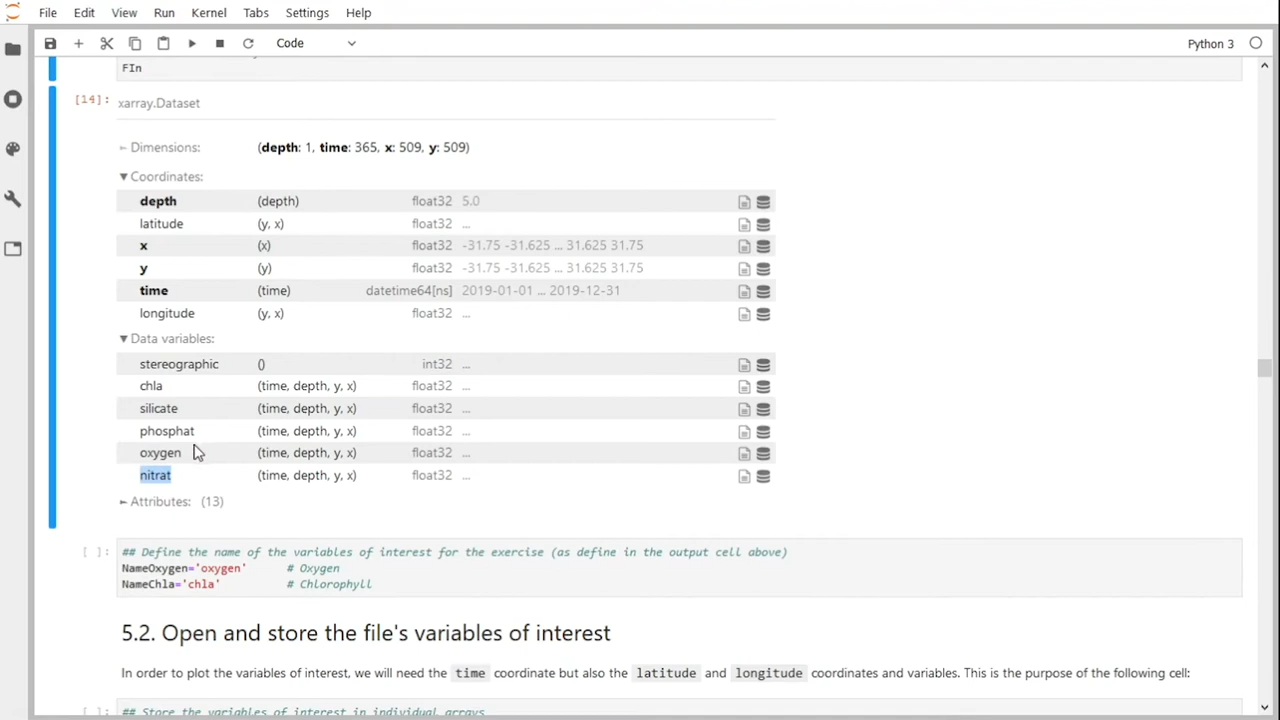 File Edit View Run Kernel Tabs Settings Help
Code Python 3
FIn
[14]: xarray.Dataset
Dimensions: (depth: 1, time: 365, x: 509, y: 509)
Coordinates:
depth (depth) float32 5.0
latitude (y, x) float32 ...
x (x) float32 -31.75 -31.625 ... 31.625 31.75
y (y) float32 -31.75 -31.625 ... 31.625 31.75
time (time) datetime64[ns] 2019-01-01 ... 2019-12-31
longitude (y, x) float32 ...
Data variables:
stereographic () int32 ...
chla (time, depth, y, x) float32 ...
silicate (time, depth, y, x) float32 ...
phosphat (time, depth, y, x) float32 ...
oxygen (time, depth, y, x) float32 ...
nitrat (time, depth, y, x) float32 ...
Attributes: (13)
[ ]: ## Define the name of the variables of interest for the exercise (as define in the output cell above)
NameOxygen='oxygen' # Oxygen
NameChla='chla' # Chlorophyll
5.2. Open and store the file's variables of interest
In order to plot the variables of interest, we will need the time coordinate but also the latitude and longitude coordinates and variables. This is the purpose of the following cell:
[ ]: ## Store the variables of interest in individual arrays